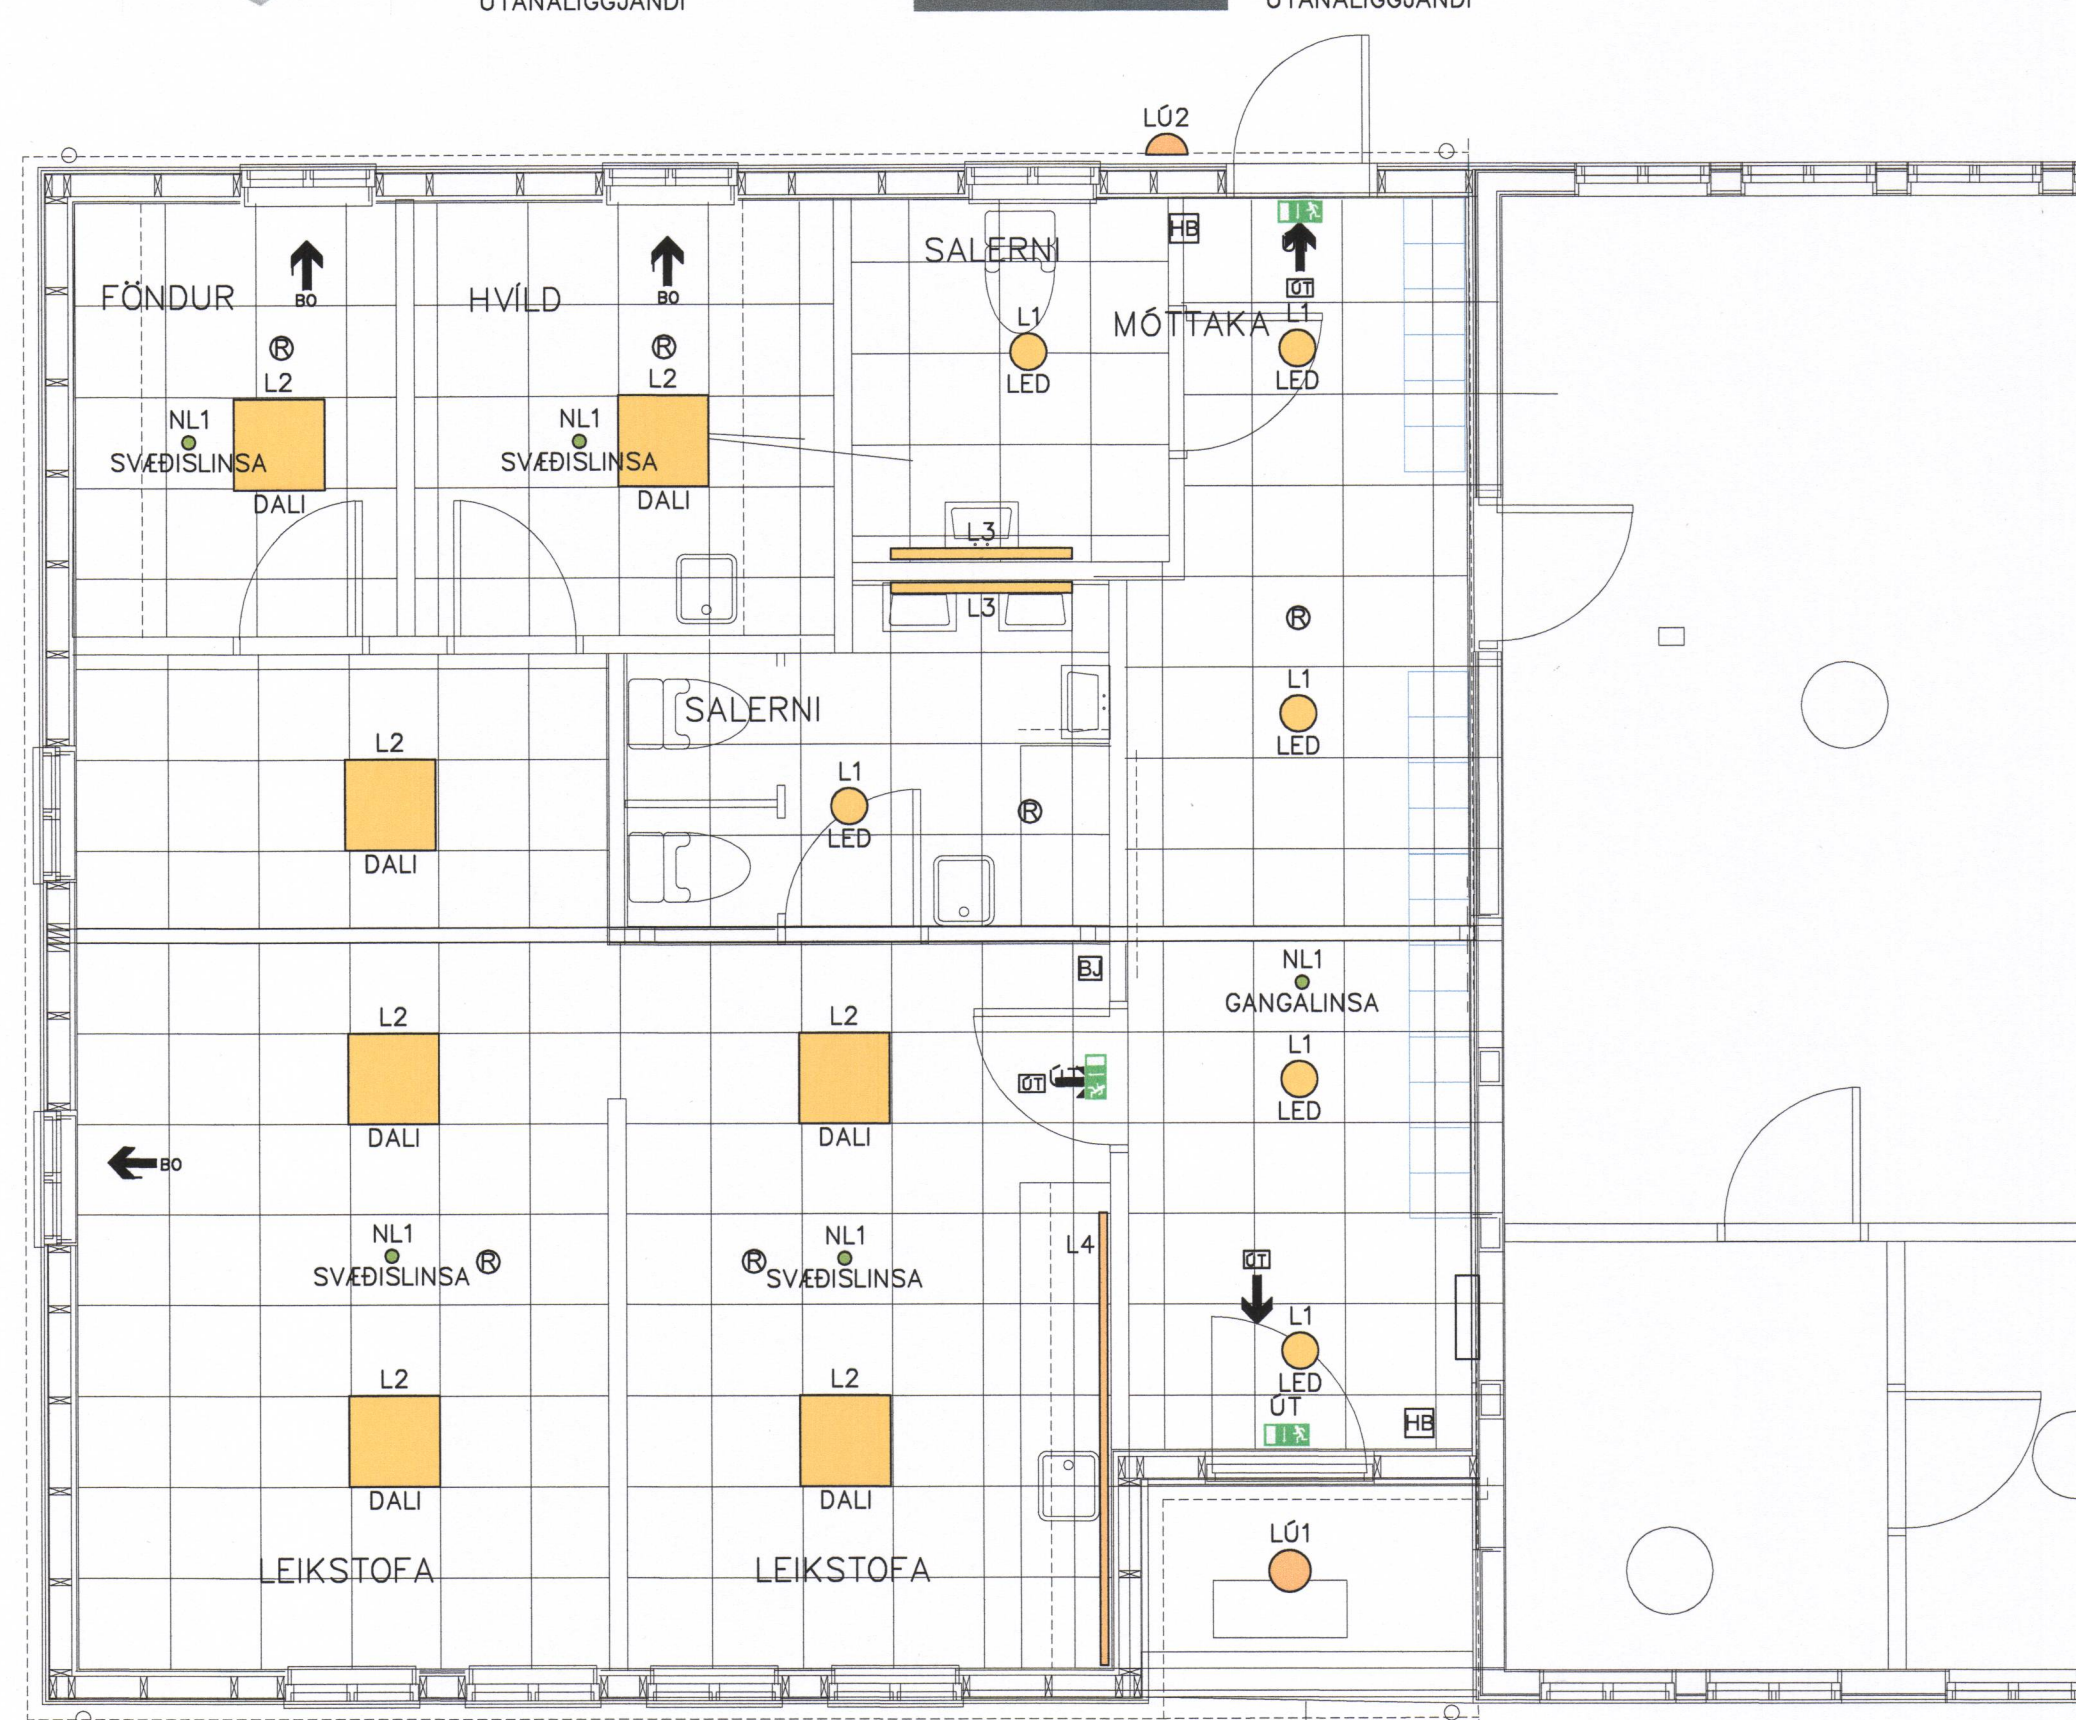 ÚTANÁLIGGJANDI
ÚTANÁLIGGJANDI
LÚ2
HB
SALERNI
FÖNDUR
BO
HVÍLD
BO
ÚT
L1
MÓTTAKA
L1
R
R
L2
L2
LED
LED
NL1
SVÆÐISLINSA
NL1
SVÆÐISLINSA
DALI
DALI
L3
L3
R
L1
LED
SALERNI
L2
L1
R
LED
DALI
BJ
NL1
GANGALINSA
L2
L2
L1
ÚT
ÚT
LED
DALI
DALI
BO
NL1
R
SVÆÐISLINSA
R
NL1
SVÆÐISLINSA
L4
ÚT
L1
L2
L2
LED
ÚT
HB
DALI
DALI
LÚ1
LEIKSTOFA
LEIKSTOFA